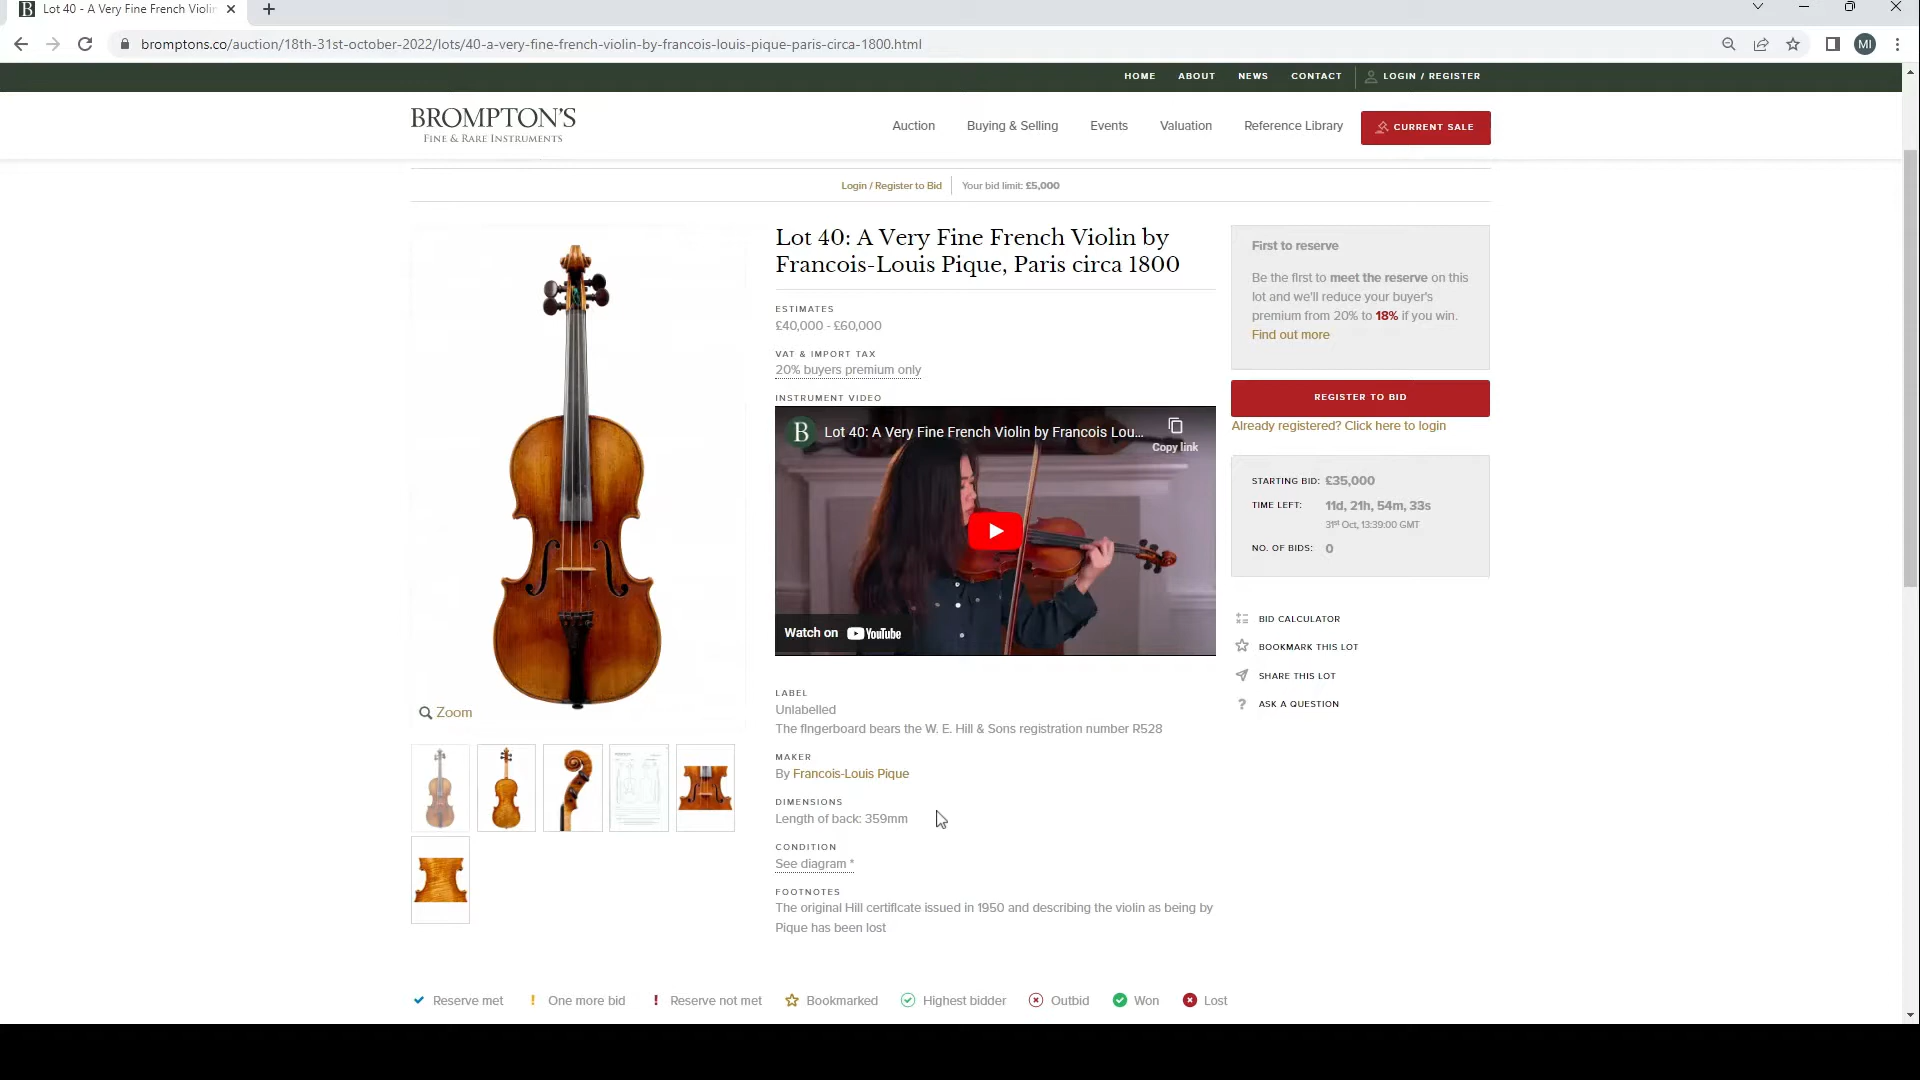 Lot 40 - A Very Fine French Violin
bromptons.co/auction/18th-31st-october-2022/lots/40-a-very-fine-french-violin-by-francois-louis-pique-paris-circa-1800.html
MI
HOME ABOUT NEWS CONTACT LOGIN / REGISTER
BROMPTON'S
FINE & RARE INSTRUMENTS
Auction Buying & Selling Events Valuation Reference Library CURRENT SALE
Login / Register to Bid Your bid limit: £5,000
Lot 40: A Very Fine French Violin by
Francois-Louis Pique, Paris circa 1800
ESTIMATES
£40,000 - £60,000
VAT & IMPORT TAX
20% buyers premium only
INSTRUMENT VIDEO
B Lot 40: A Very Fine French Violin by Francois Lou...
Copy link
Watch on YouTube
LABEL
Unlabelled
The fingerboard bears the W. E. Hill & Sons registration number R528
MAKER
By Francois-Louis Pique
DIMENSIONS
Length of back: 359mm
CONDITION
See diagram *
FOOTNOTES
The original Hill certificate issued in 1950 and describing the violin as being by
Pique has been lost
Zoom
First to reserve
Be the first to meet the reserve on this
lot and we'll reduce your buyer's
premium from 20% to 18% if you win.
Find out more
REGISTER TO BID
Already registered? Click here to login
STARTING BID: £35,000
TIME LEFT: 11d, 21h, 54m, 33s
31st Oct, 13:39:00 GMT
NO. OF BIDS: 0
BID CALCULATOR
BOOKMARK THIS LOT
SHARE THIS LOT
? ASK A QUESTION
Reserve met ! One more bid ! Reserve not met Bookmarked Highest bidder Outbid Won Lost